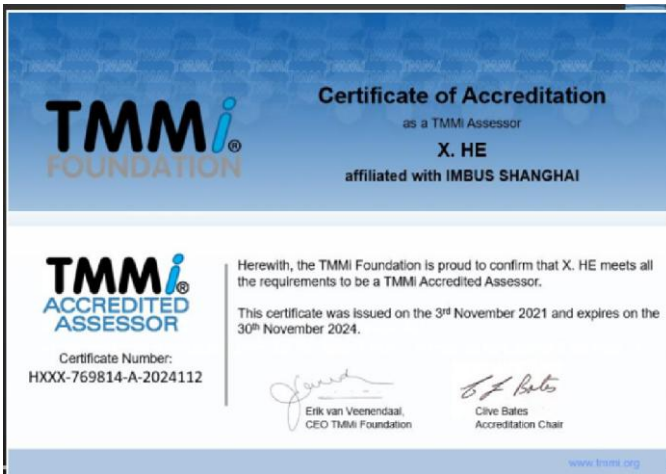 TMMi®
FOUNDATION
Certificate of Accreditation
as a TMMi Assessor
X. HE
affiliated with IMBUS SHANGHAI
TMMi®
ACCREDITED
ASSESSOR
Certificate Number:
HXXX-769814-A-2024112
Herewith, the TMMi Foundation is proud to confirm that X. HE meets all
the requirements to be a TMMi Accredited Assessor.
This certificate was issued on the 3rd November 2021 and expires on the
30th November 2024.
Erik van Veenendaal,
CEO TMMi Foundation
C J Bates
Clive Bates
Accreditation Chair
www.tmmi.org